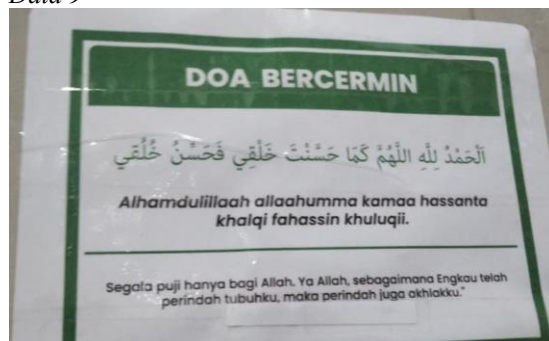 Data 9
DOA BERCERMIN
اَلْحَمْدُ لِلّٰهِ اللّٰهُمَّ كَمَا حَسَّنْتَ خَلْقِي فَحَسِّنْ خُلُقِي
Alhamdulillaah allaahumma kamaa hassanta
khalqi fahassin khuluqii.
Segala puji hanya bagi Allah. Ya Allah, sebagaimana Engkau telah
perindah tubuhku, maka perindah juga akhlakku."